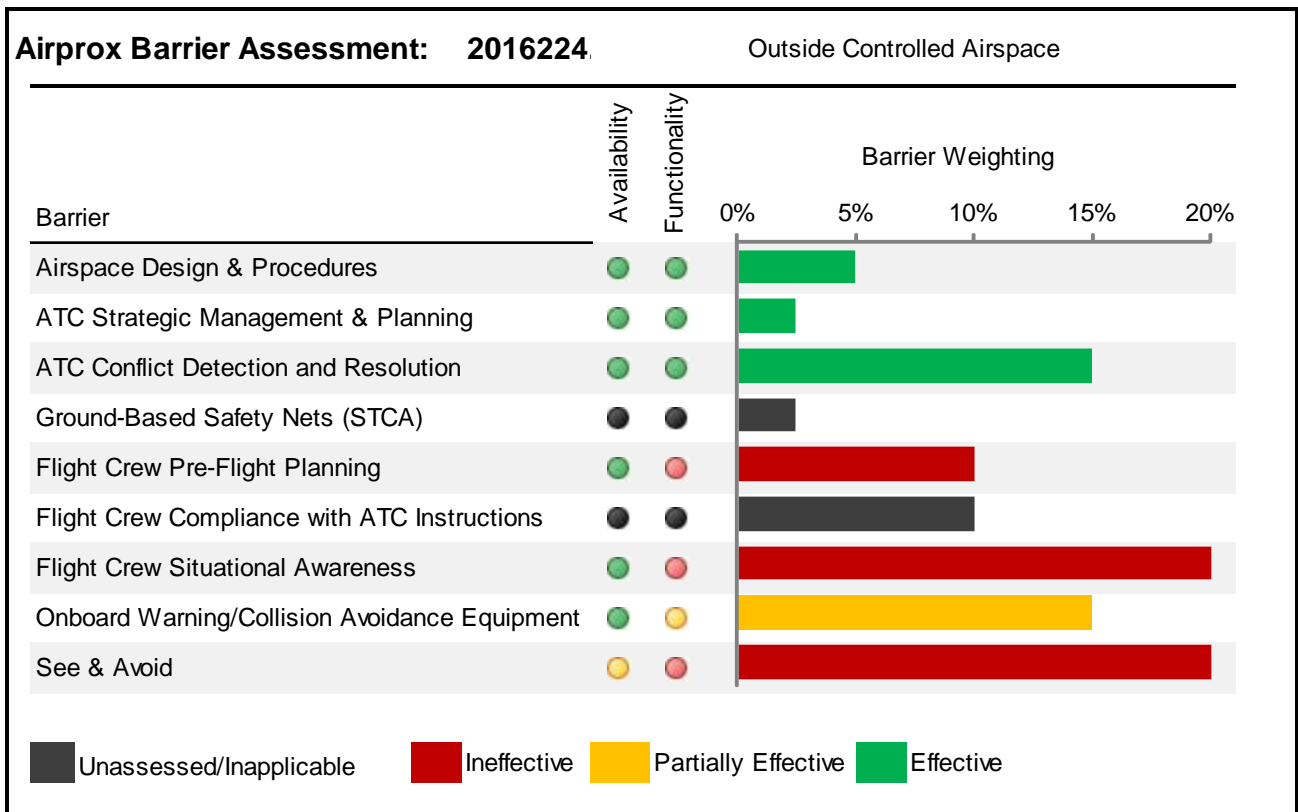 Airprox Barrier Assessment: 2016224 Outside Controlled Airspace
Availability
Functionality
Barrier Weighting
Barrier
0% 5% 10% 15% 20%
Airspace Design & Procedures
ATC Strategic Management & Planning
ATC Conflict Detection and Resolution
Ground-Based Safety Nets (STCA)
Flight Crew Pre-Flight Planning
Flight Crew Compliance with ATC Instructions
Flight Crew Situational Awareness
Onboard Warning/Collision Avoidance Equipment
See & Avoid
Unassessed/Inapplicable Ineffective Partially Effective Effective